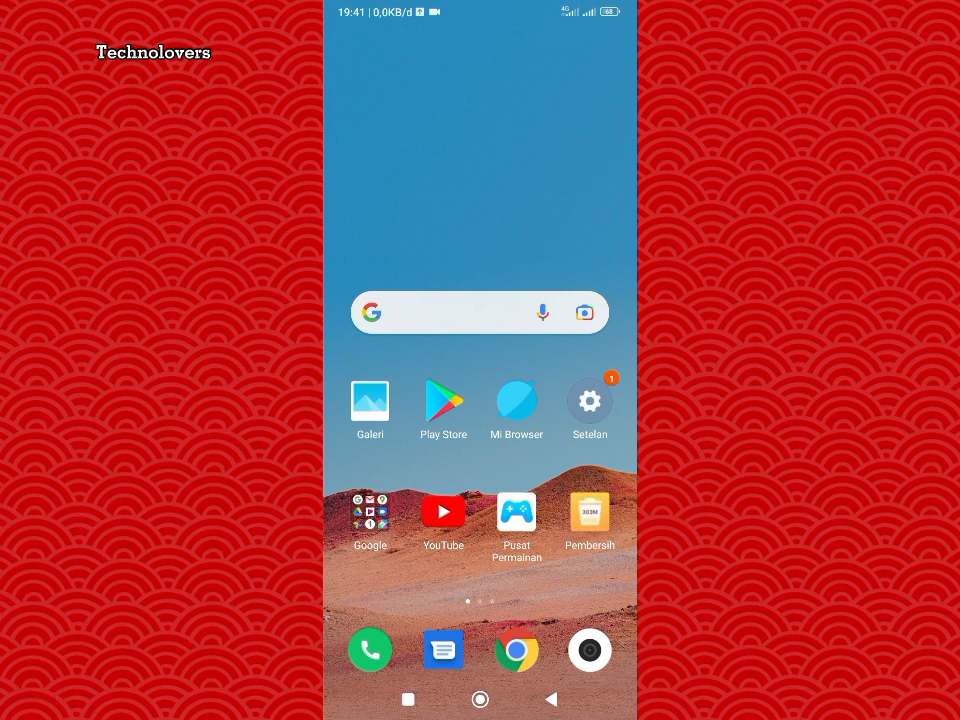 Technolovers
19:41 | 0,0KB/d
4G
68
1
Galeri
Play Store
Mi Browser
Setelan
383M
Google
YouTube
Pusat
Permainan
Pembersih